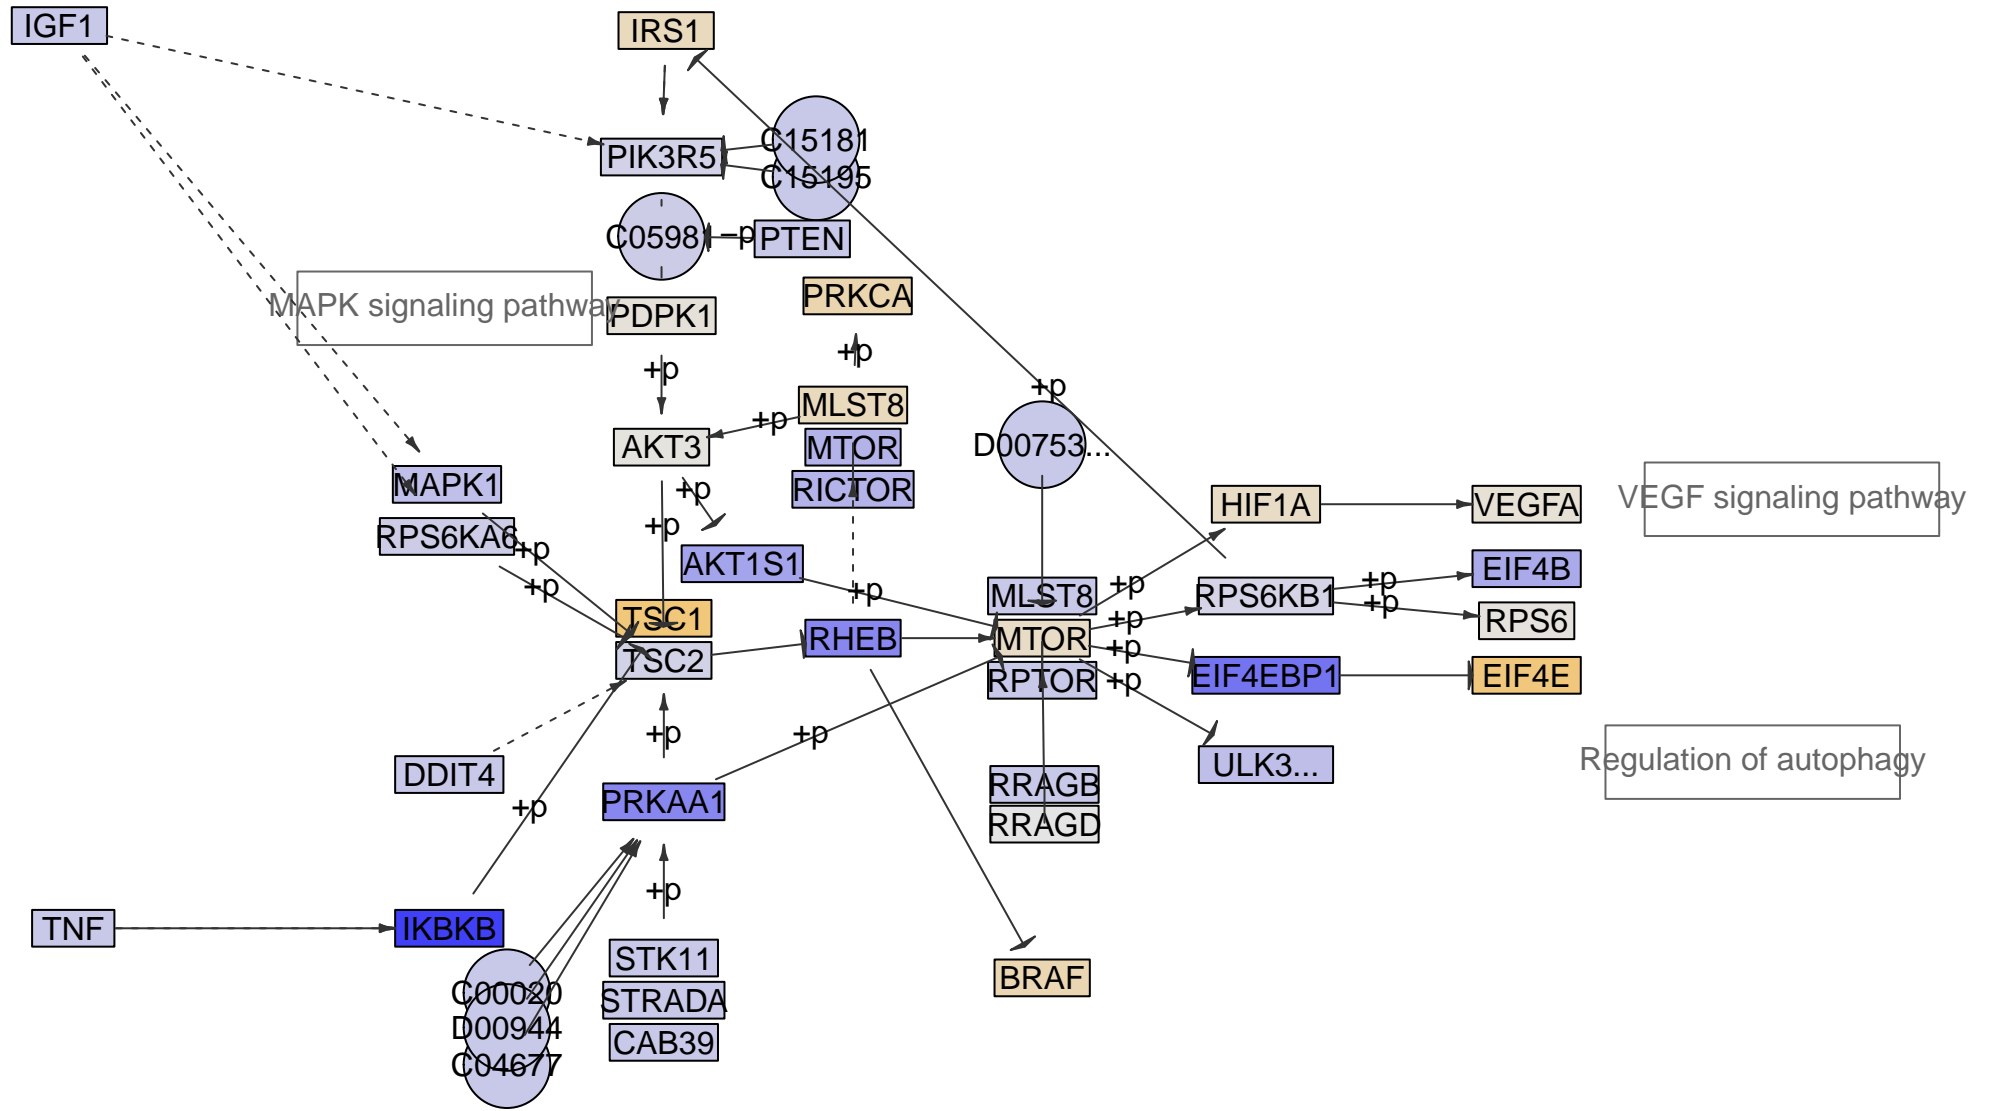 IGF1
IRS1
C15181
PIK3R5
C15195
C0598
-p
PTEN
PRKCA
MAPK signaling pathway
PDPK1
+p
+p
+p
MLST8
+p
AKT3
MTOR
D00753...
MAPK1
RICTOR
+p
HIF1A
VEGFA
VEGF signaling pathway
RPS6KA6
+p
+p
AKT1S1
EIF4B
+p
+p
+p
+p
MLST8
RPS6KB1
+p
TSC1
+p
RPS6
RHEB
MTOR
+p
TSC2
RPTOR
+p
EIF4EBP1
EIF4E
+p
+p
DDIT4
ULK3...
Regulation of autophagy
PRKAA1
RRAGB
+p
RRAGD
+p
TNF
IKBKB
STK11
BRAF
C00020
STRADA
D00944
CAB39
C04677